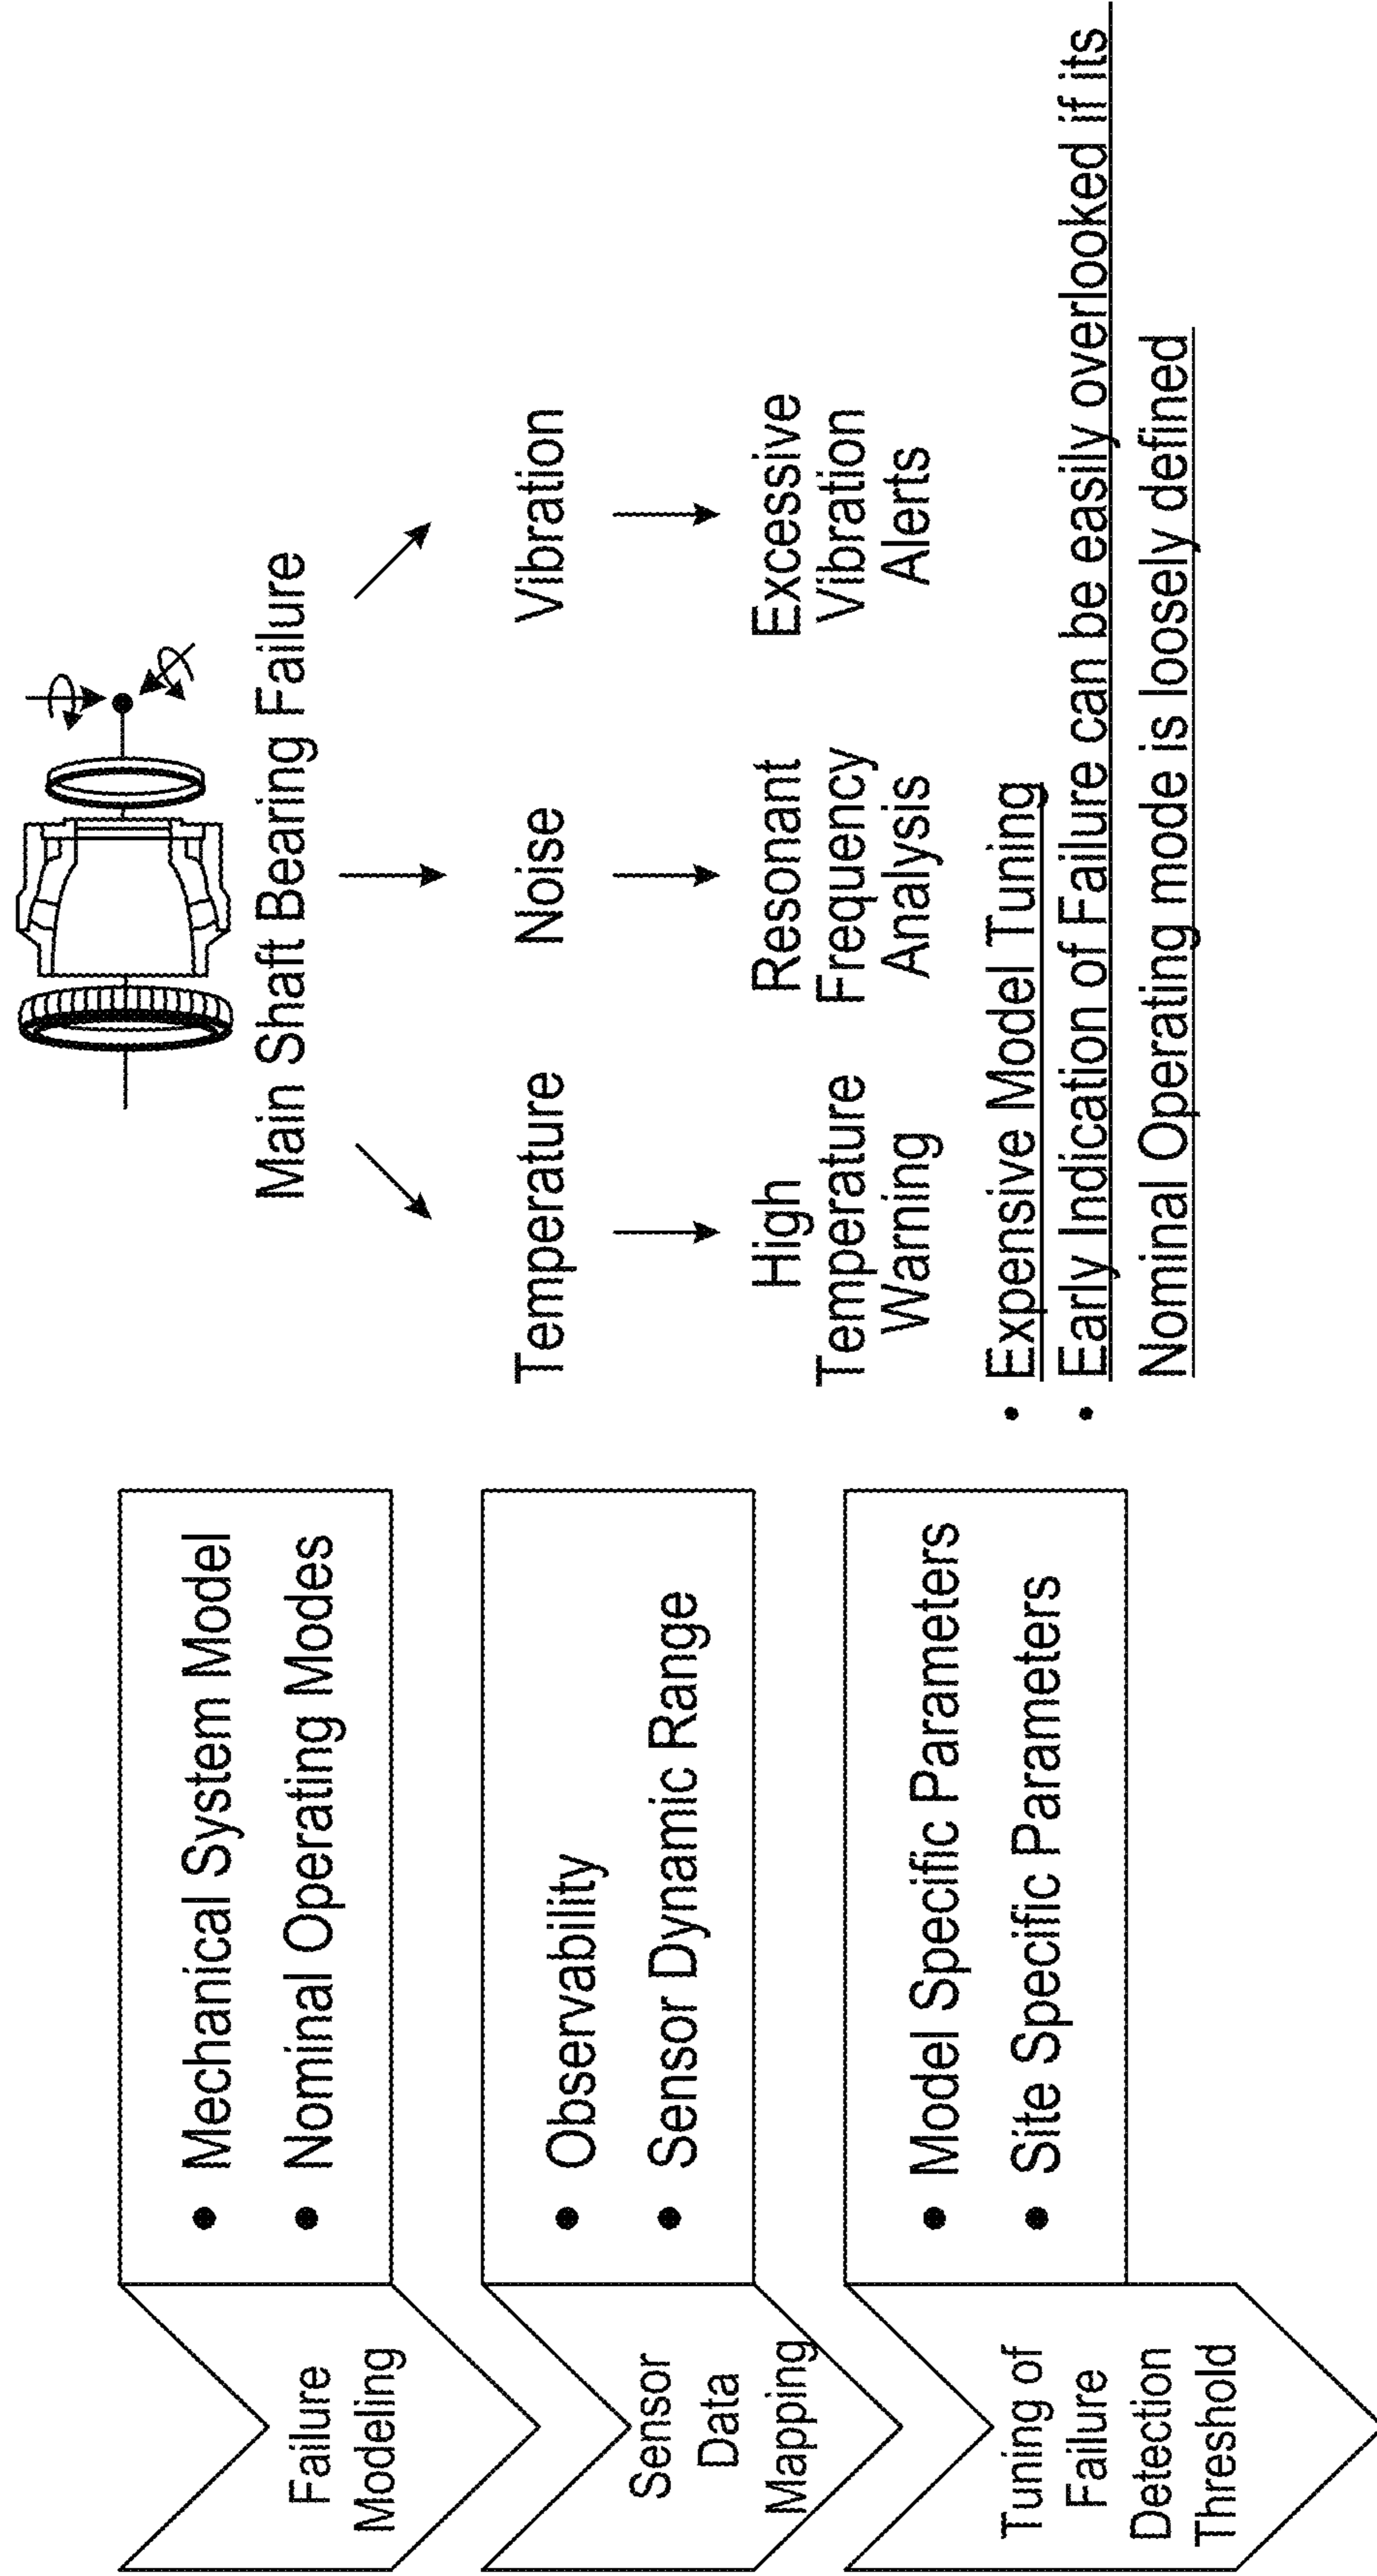 Failure
Modeling
• Mechanical System Model
• Nominal Operating Modes
Sensor
Data
Mapping
• Observability
• Sensor Dynamic Range
Tuning of
Failure
Detection
Threshold
• Model Specific Parameters
• Site Specific Parameters
Main Shaft Bearing Failure
Temperature
Noise
Vibration
High
Temperature
Warning
Resonant
Frequency
Analysis
Excessive
Vibration
Alerts
• Expensive Model Tuning
• Early Indication of Failure can be easily overlooked if its
Nominal Operating mode is loosely defined